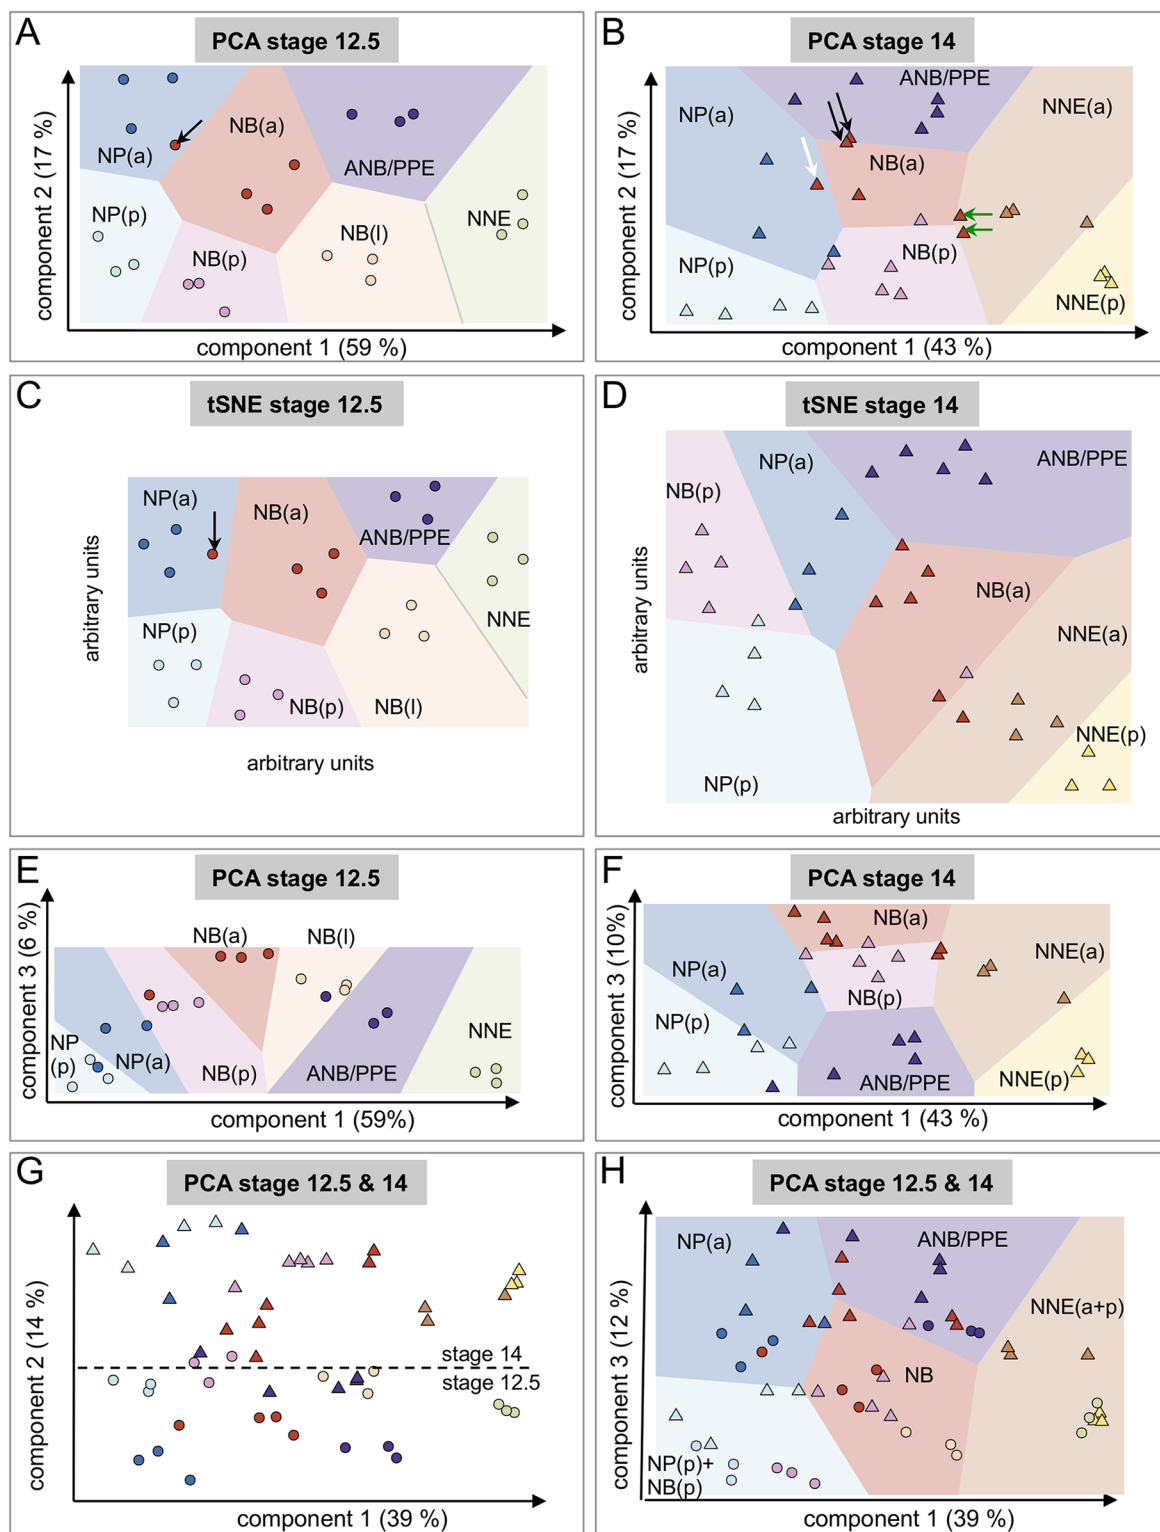 A
PCA stage 12.5
component 2 (17 %)
NP(a)
NB(a)
ANB/PPE
NP(p)
NB(p)
NB(l)
NNE
component 1 (59 %)
B
PCA stage 14
component 2 (17 %)
NP(a)
ANB/PPE
NNE(a)
NB(a)
NP(p)
NB(p)
NNE(p)
component 1 (43 %)
C
tSNE stage 12.5
arbitrary units
NP(a)
NB(a)
ANB/PPE
NNE
NP(p)
NB(p)
NB(l)
arbitrary units
D
tSNE stage 14
arbitrary units
NB(p)
NP(a)
ANB/PPE
NB(a)
NNE(a)
NNE(p)
NP(p)
arbitrary units
E
PCA stage 12.5
component 3 (6 %)
NB(a)
NB(l)
NP
(p)
NP(a)
NB(p)
ANB/PPE
NNE
component 1 (59%)
F
PCA stage 14
component 3 (10%)
NB(a)
NP(a)
NNE(a)
NB(p)
NP(p)
ANB/PPE
NNE(p)
component 1 (43 %)
G
PCA stage 12.5 & 14
component 2 (14 %)
stage 14
stage 12.5
component 1 (39 %)
H
PCA stage 12.5 & 14
component 3 (12 %)
NP(a)
ANB/PPE
NNE(a+p)
NB
NP(p)+
NB(p)
component 1 (39 %)